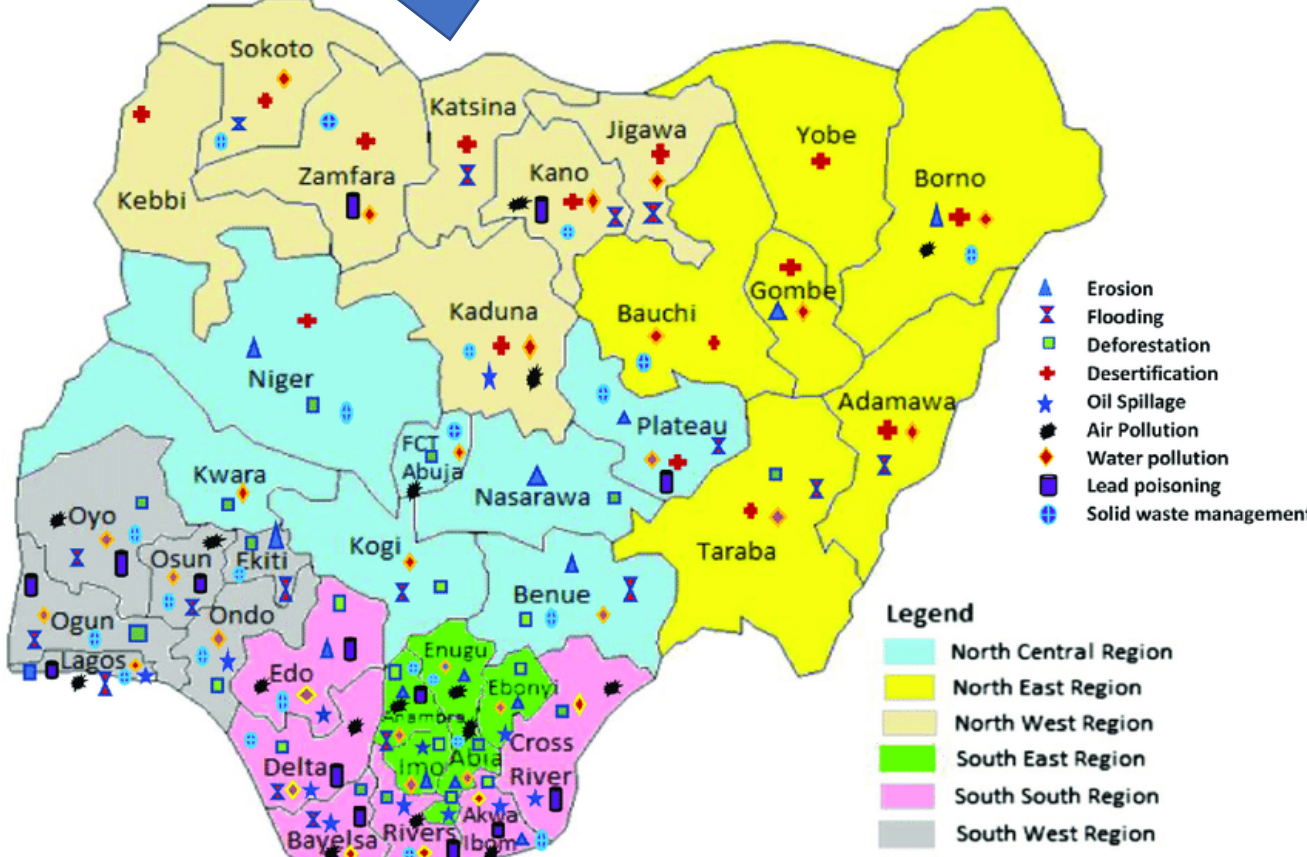 Sokoto
Katsina
Jigawa
Yobe
Kano
Zamfara
Borno
Kebbi
Gombe
Kaduna
Bauchi
Niger
Adamawa
Plateau
FCT
Abuja
Kwara
Nasarawa
Oyo
Kogi
Taraba
Osun
Ekiti
Benue
Ogun
Ondo
Enugu
Lagos
Edo
Ebonyi
Anambra
Cross
River
Delta
Imo
Abia
Akwa
Ibom
Bayelsa
Rivers
Erosion
Flooding
Deforestation
Desertification
Oil Spillage
Air Pollution
Water pollution
Lead poisoning
Solid waste management
Legend
North Central Region
North East Region
North West Region
South East Region
South South Region
South West Region